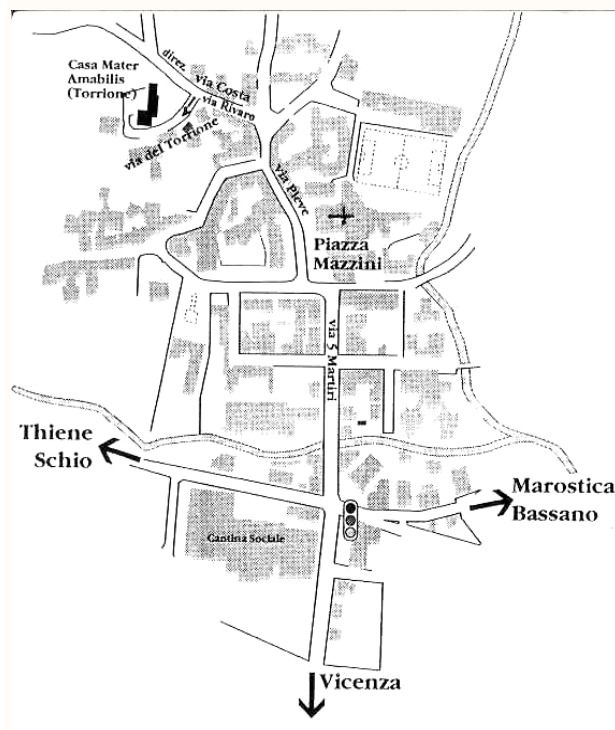 Casa Mater
Amabilis
(Torrione)
direz.
via Costa
via Rivaro
via del Torrione
via Pieve
Piazza
Mazzini
via 5 Martiri
Thiene
Schio
Marostica
Bassano
Cantina Sociale
Vicenza